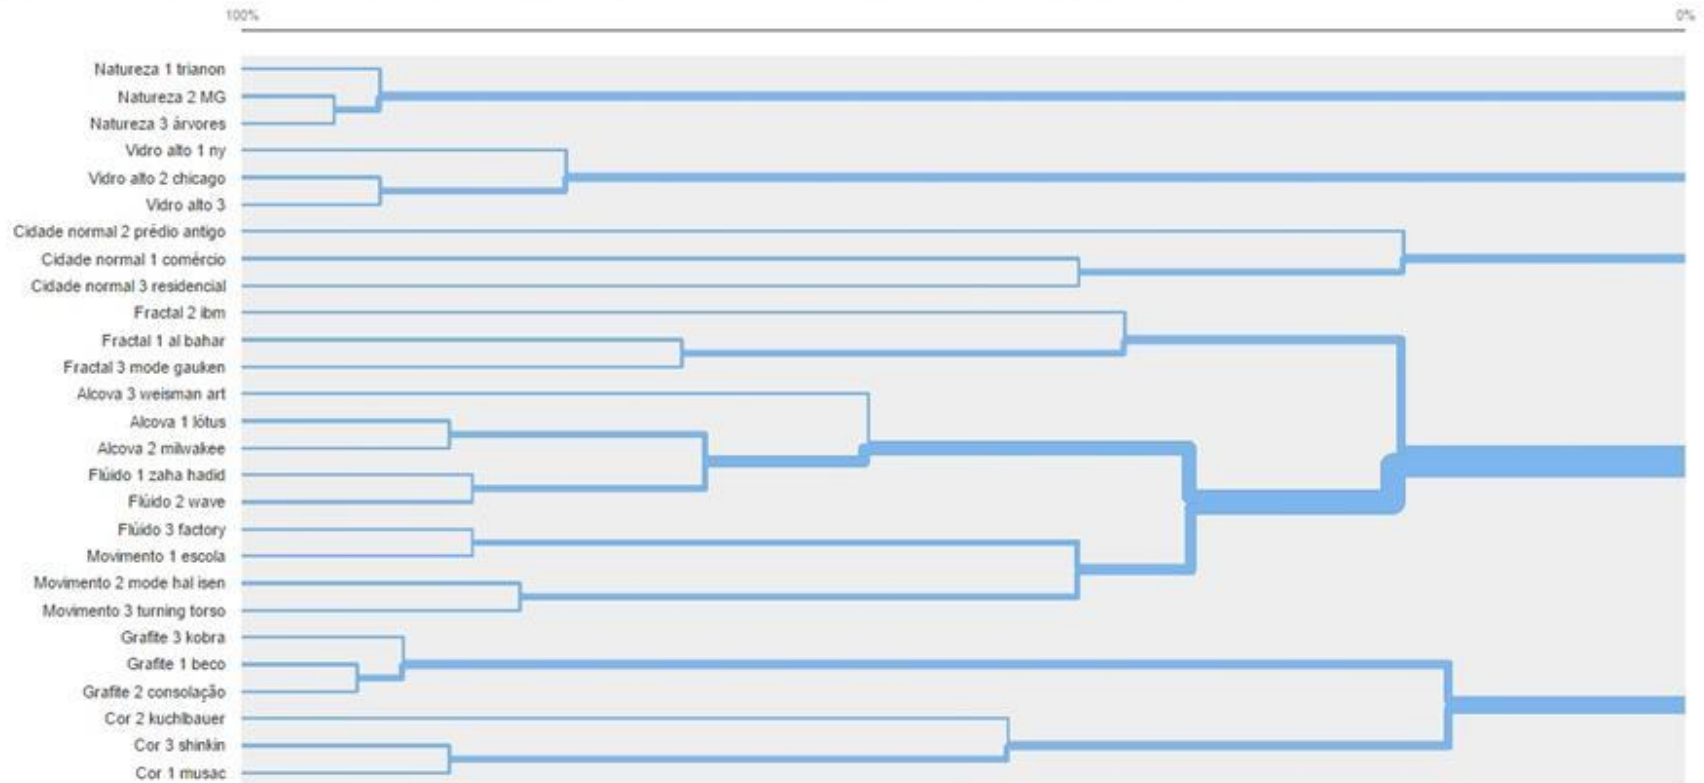 100% 0%
Natureza 1 trianon
Natureza 2 MG
Natureza 3 árvores
Vidro alto 1 ny
Vidro alto 2 chicago
Vidro alto 3
Cidade normal 2 prédio antigo
Cidade normal 1 comércio
Cidade normal 3 residencial
Fractal 2 ibm
Fractal 1 al bahar
Fractal 3 mode gauken
Alcova 3 weisman art
Alcova 1 lótus
Alcova 2 milwakee
Flúido 1 zaha hadid
Flúido 2 wave
Flúido 3 factory
Movimento 1 escola
Movimento 2 mode hal isen
Movimento 3 turning torso
Grafite 3 kobra
Grafite 1 beco
Grafite 2 consolação
Cor 2 kuchlbauer
Cor 3 shinkin
Cor 1 musac